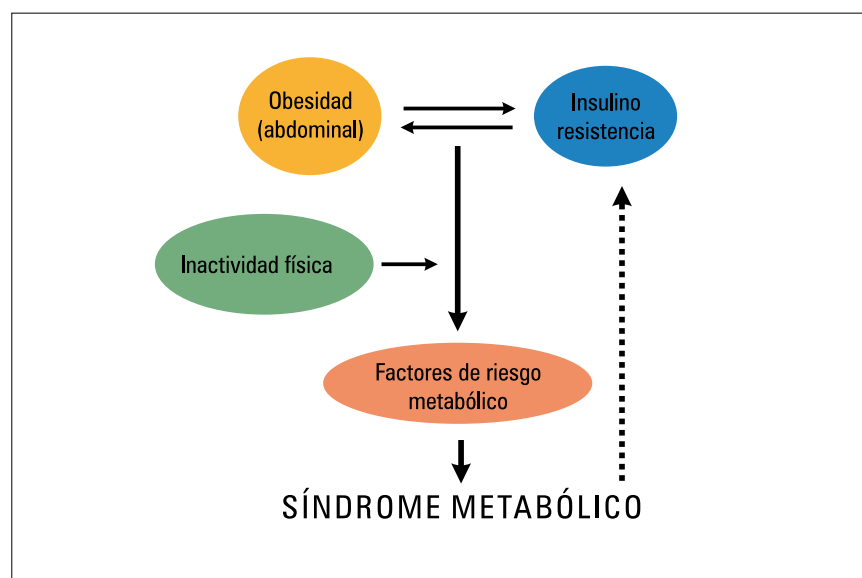 Obesidad
(abdominal)
Insulino
resistencia
Inactividad física
Factores de riesgo
metabólico
SÍNDROME METABÓLICO